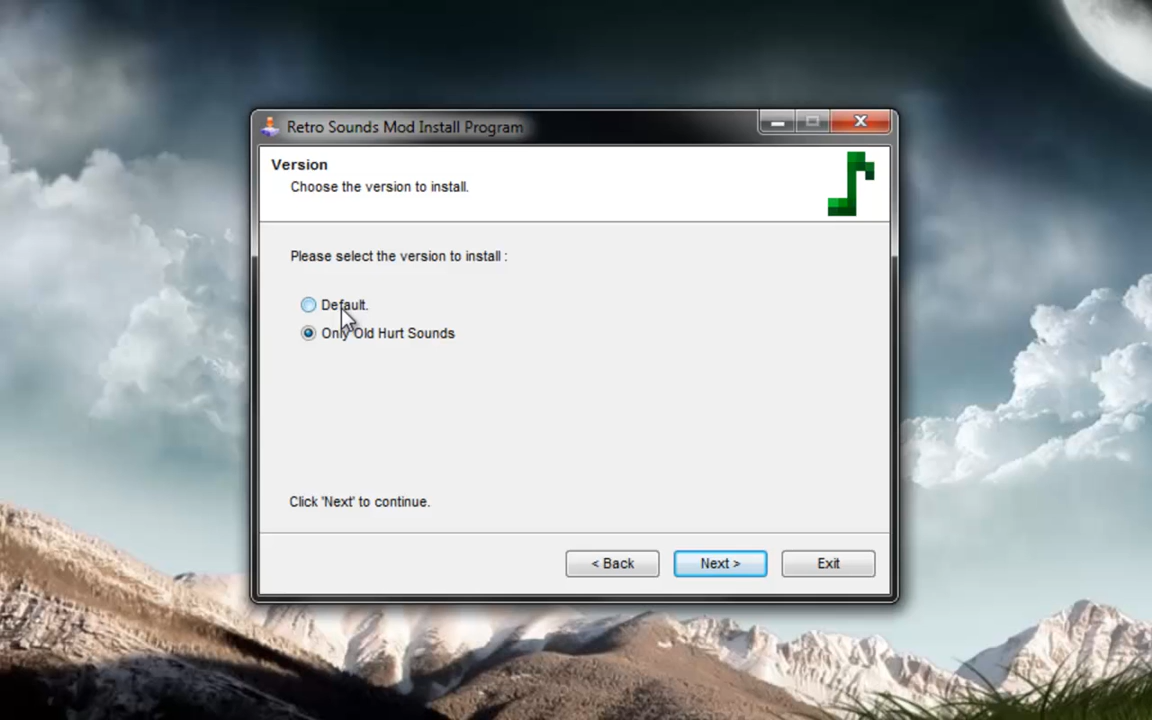 Retro Sounds Mod Install Program
Version
Choose the version to install.
Please select the version to install :
Default.
Only Old Hurt Sounds
Click 'Next' to continue.
< Back
Next >
Exit